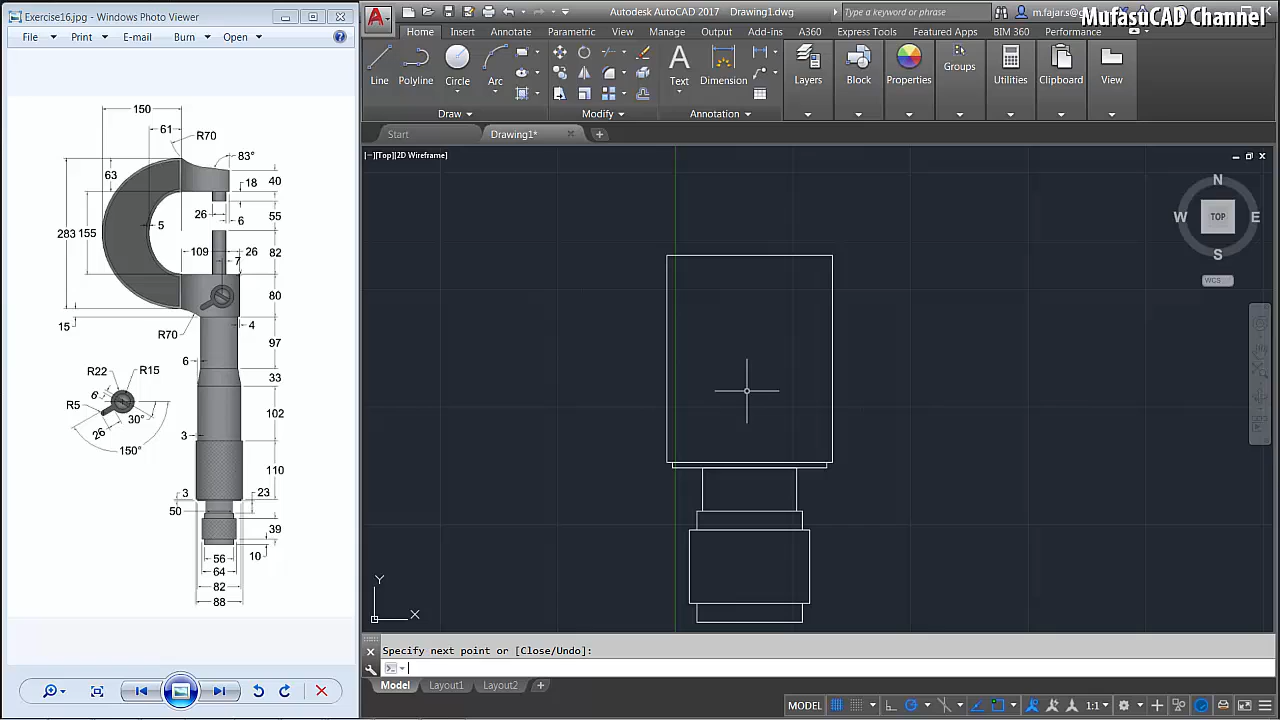 Exercise16.jpg - Windows Photo Viewer
File
Print
E-mail
Burn
Open
150
61
R70
83°
63
18
40
26
6
55
283
155
5
109
26
7
82
80
15
R70
4
97
6
33
R22
R15
6
R5
30°
26
150°
102
3
110
3
23
50
39
56
10
64
82
88
Autodesk AutoCAD 2017 Drawing1.dwg
Type a keyword or phrase
m.fajar.s@
MufasuCAD Channel
Home
Insert
Annotate
Parametric
View
Manage
Output
Add-ins
A360
Express Tools
Featured Apps
BIM 360
Performance
Line
Polyline
Circle
Arc
Text
Dimension
Layers
Block
Properties
Groups
Utilities
Clipboard
View
Draw
Modify
Annotation
Start
Drawing1*
[−][Top][2D Wireframe]
N
W
TOP
E
S
WCS
Y
X
Specify next point or [Close/Undo]:
Model
Layout1
Layout2
MODEL
1:1